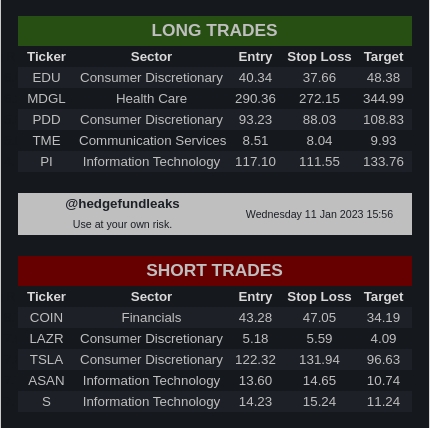 LONG TRADES
Ticker Sector Entry Stop Loss Target
EDU Consumer Discretionary 40.34 37.66 48.38
MDGL Health Care 290.36 272.15 344.99
PDD Consumer Discretionary 93.23 88.03 108.83
TME Communication Services 8.51 8.04 9.93
PI Information Technology 117.10 111.55 133.76
@hedgefundleaks
Use at your own risk.
Wednesday 11 Jan 2023 15:56
SHORT TRADES
Ticker Sector Entry Stop Loss Target
COIN Financials 43.28 47.05 34.19
LAZR Consumer Discretionary 5.18 5.59 4.09
TSLA Consumer Discretionary 122.32 131.94 96.63
ASAN Information Technology 13.60 14.65 10.74
S Information Technology 14.23 15.24 11.24